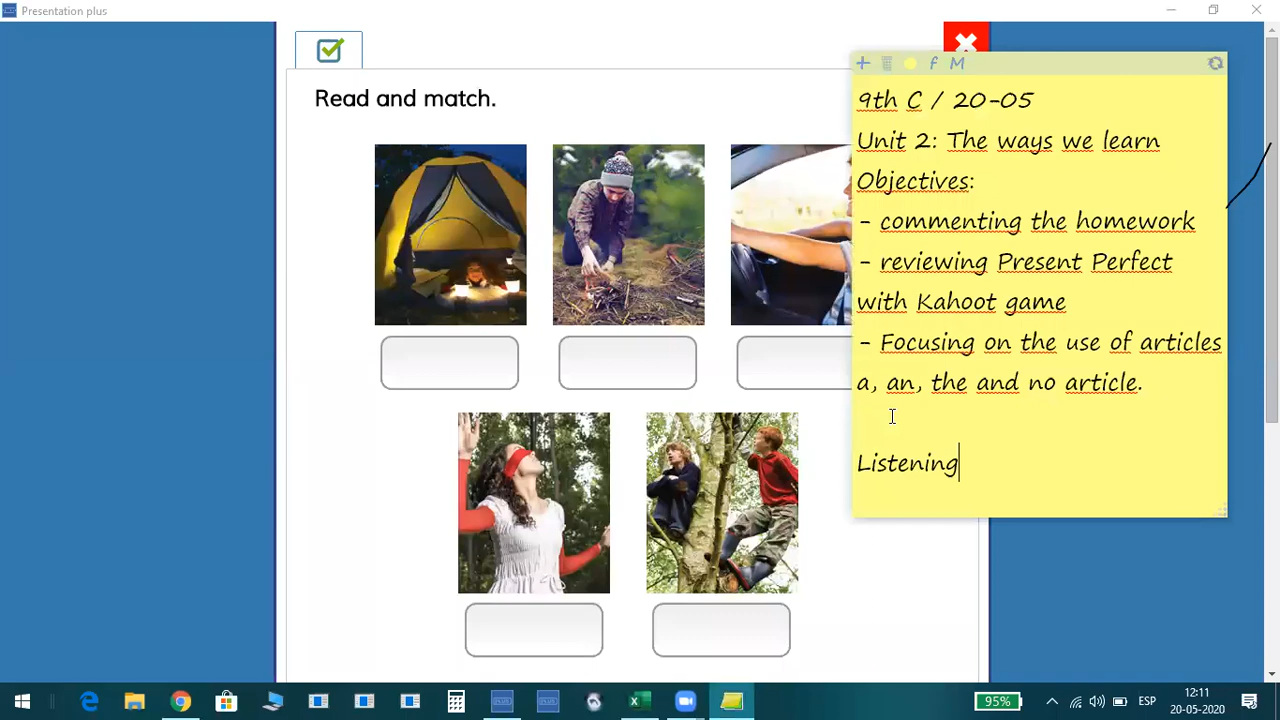 Presentation plus
Read and match.
9th C / 20-05
Unit 2: The ways we learn
Objectives:
- commenting the homework
- reviewing Present Perfect
with Kahoot game
- Focusing on the use of articles
a, an, the and no article.
Listening
95%
ESP
12:11
20-05-2020